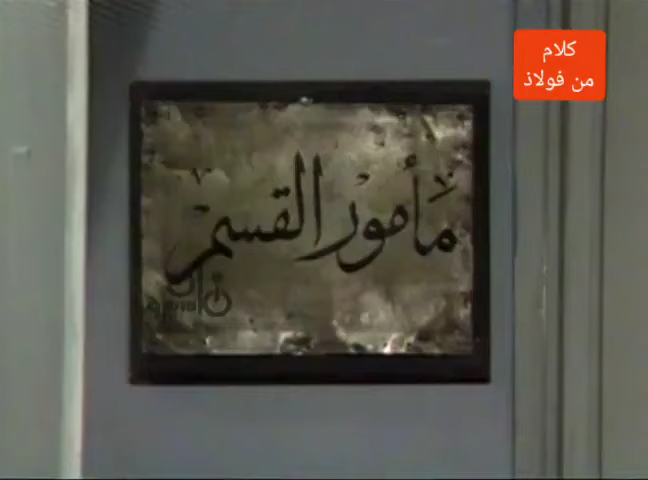 كلام
من فولاذ
مأمور القسم